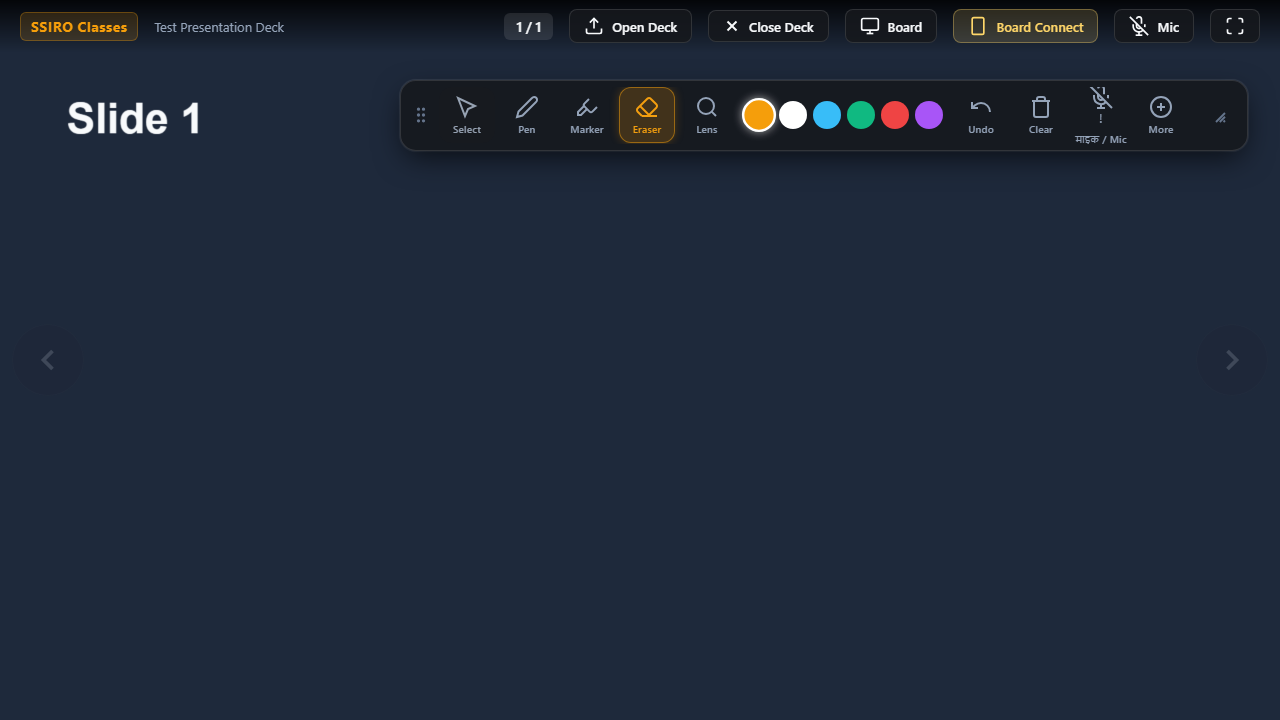 SSIRO Classes
Test Presentation Deck
1 / 1
Open Deck
Close Deck
Board
Board Connect
Mic
Slide 1
Select
Pen
Marker
Eraser
Lens
Undo
Clear
!
माइक / Mic
More